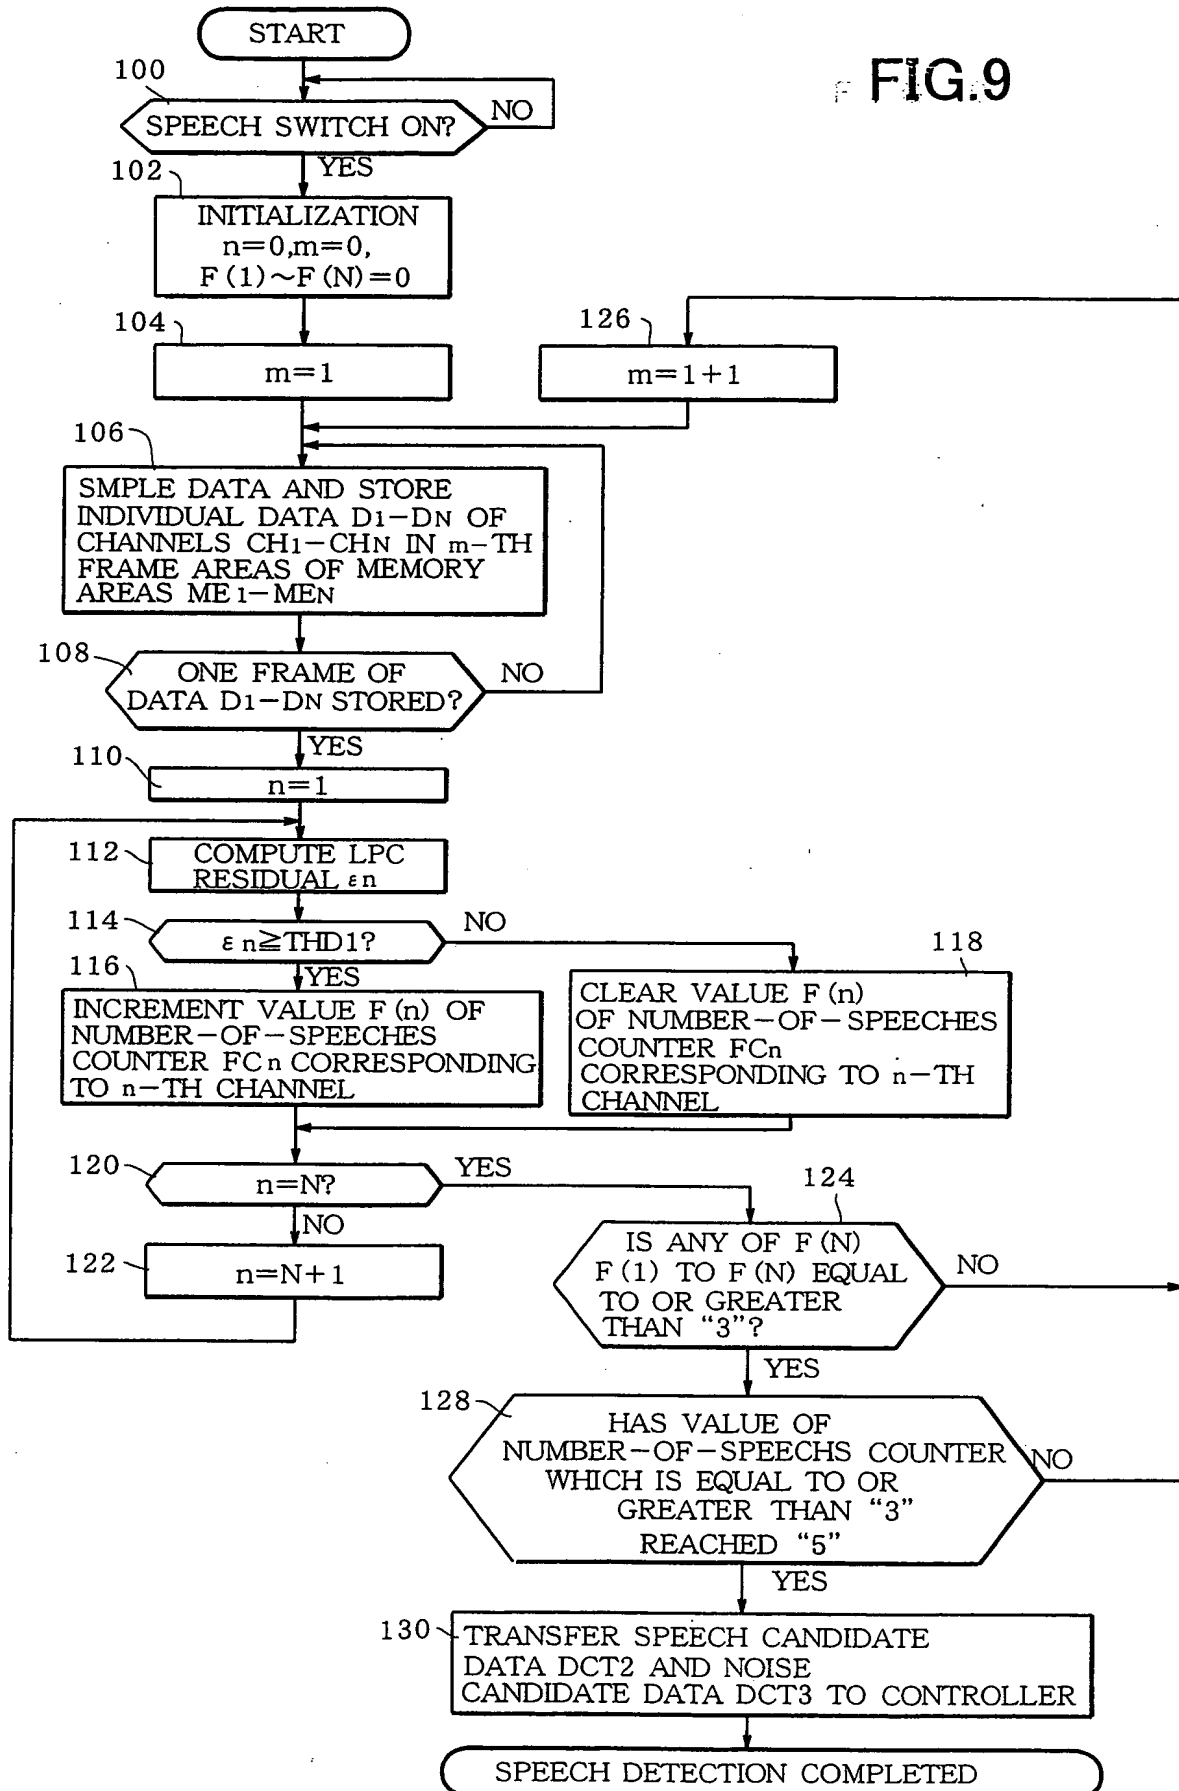 START
FIG.9
100
SPEECH SWITCH ON?
NO
YES
102
INITIALIZATION
n=0,m=0,
F(1)~F(N)=0
104
m=1
126
m=1+1
106
SMPLE DATA AND STORE
INDIVIDUAL DATA D1-DN OF
CHANNELS CH1-CHN IN m-TH
FRAME AREAS OF MEMORY
AREAS ME1-MEN
108
ONE FRAME OF
DATA D1-DN STORED?
NO
YES
110
n=1
112
COMPUTE LPC
RESIDUAL εn
114
εn≧THD1?
NO
YES
116
INCREMENT VALUE F(n) OF
NUMBER-OF-SPEECHES
COUNTER FCn CORRESPONDING
TO n-TH CHANNEL
118
CLEAR VALUE F(n)
OF NUMBER-OF-SPEECHES
COUNTER FCn
CORRESPONDING TO n-TH
CHANNEL
120
n=N?
YES
NO
122
n=N+1
124
IS ANY OF F(N)
F(1) TO F(N) EQUAL
TO OR GREATER
THAN “3”?
NO
YES
128
HAS VALUE OF
NUMBER-OF-SPEECHS COUNTER
WHICH IS EQUAL TO OR
GREATER THAN “3”
REACHED “5”
NO
YES
130
TRANSFER SPEECH CANDIDATE
DATA DCT2 AND NOISE
CANDIDATE DATA DCT3 TO CONTROLLER
SPEECH DETECTION COMPLETED